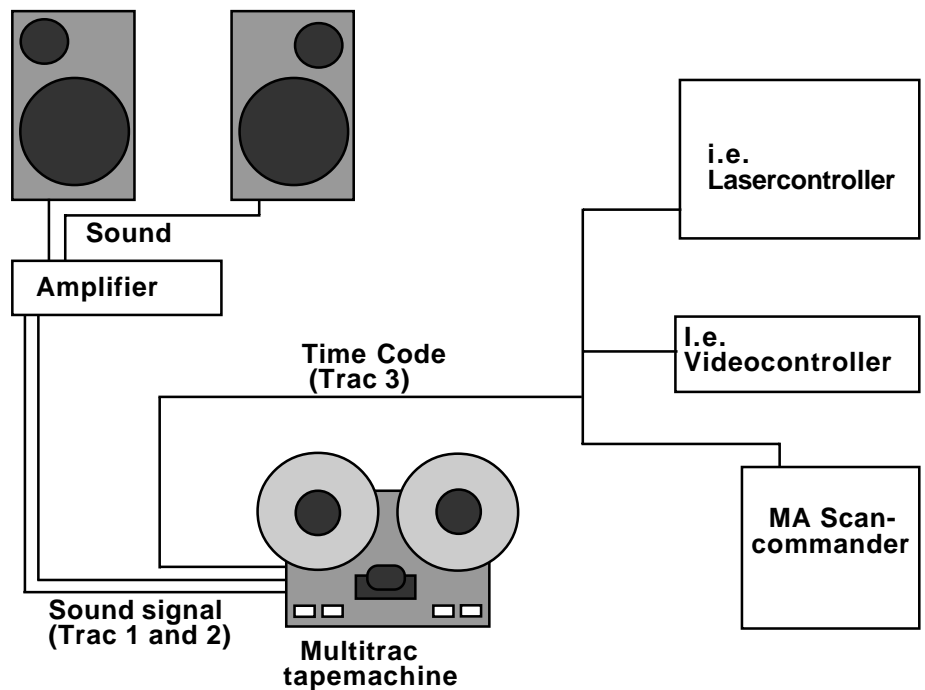 i.e.
Lasercontroller
Sound
Amplifier
I.e.
Videocontroller
Time Code
(Trac 3)
MA Scan-
commander
Sound signal
(Trac 1 and 2)
Multitrac
tapemachine